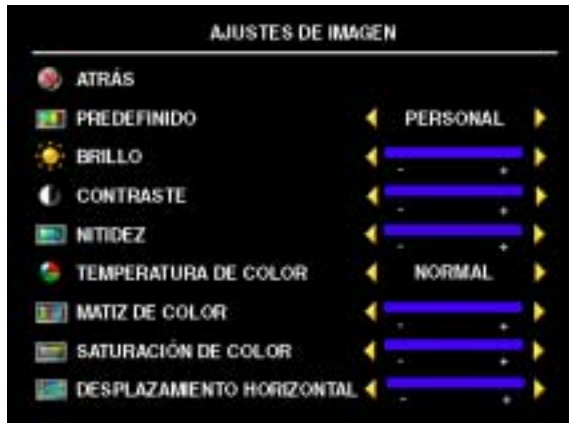 AJUSTES DE IMAGEN
ATRÁS
PREDEFINIDO PERSONAL
BRILLO
- +
CONTRASTE
- +
NITIDEZ
- +
TEMPERATURA DE COLOR NORMAL
MATIZ DE COLOR
- +
SATURACIÓN DE COLOR
- +
DESPLAZAMIENTO HORIZONTAL
- +